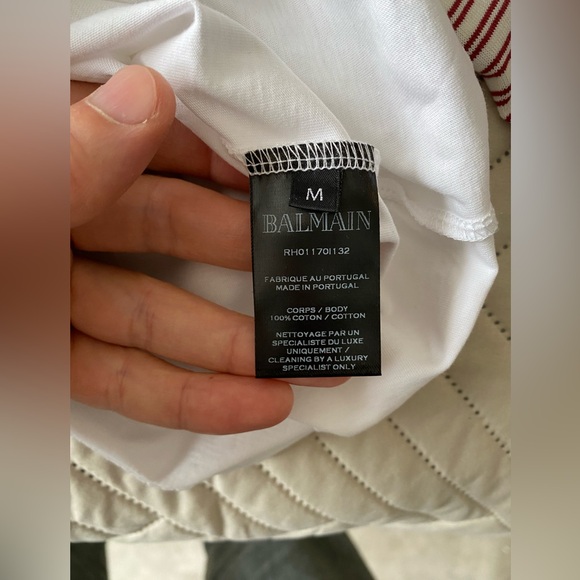 M
BALMAIN
RH01170I132
FABRIQUE AU PORTUGAL
MADE IN PORTUGAL
CORPS / BODY
100% COTON / COTTON
NETTOYAGE PAR UN
SPECIALISTE DU LUXE
UNIQUEMENT /
CLEANING BY A LUXURY
SPECIALIST ONLY